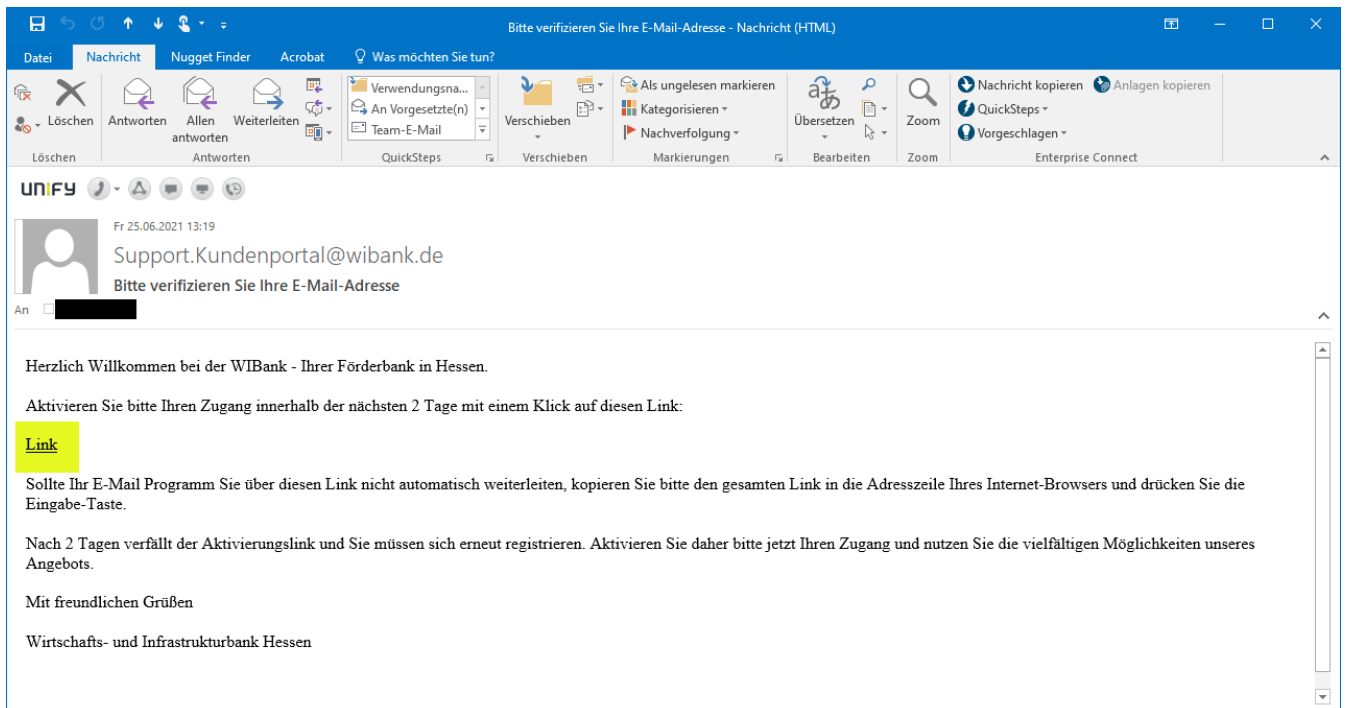 Bitte verifizieren Sie Ihre E-Mail-Adresse - Nachricht (HTML)
Datei Nachricht Nugget Finder Acrobat Was möchten Sie tun?
Löschen
Antworten
Allen antworten
Weiterleiten
Verwendungsna...
An Vorgesetzte(n)
Team-E-Mail
Verschieben
Als ungelesen markieren
Kategorisieren
Nachverfolgung
Übersetzen
Zoom
Nachricht kopieren
Anlagen kopieren
QuickSteps
Vorgeschlagen
Löschen Antworten QuickSteps Verschieben Markierungen Bearbeiten Zoom Enterprise Connect
UNIFY
Fr 25.06.2021 13:19
Support.Kundenportal@wibank.de
Bitte verifizieren Sie Ihre E-Mail-Adresse
An
Herzlich Willkommen bei der WIBank - Ihrer Förderbank in Hessen.
Aktivieren Sie bitte Ihren Zugang innerhalb der nächsten 2 Tage mit einem Klick auf diesen Link:
Link
Sollte Ihr E-Mail Programm Sie über diesen Link nicht automatisch weiterleiten, kopieren Sie bitte den gesamten Link in die Adresszeile Ihres Internet-Browsers und drücken Sie die
Eingabe-Taste.
Nach 2 Tagen verfällt der Aktivierungslink und Sie müssen sich erneut registrieren. Aktivieren Sie daher bitte jetzt Ihren Zugang und nutzen Sie die vielfältigen Möglichkeiten unseres
Angebots.
Mit freundlichen Grüßen
Wirtschafts- und Infrastrukturbank Hessen